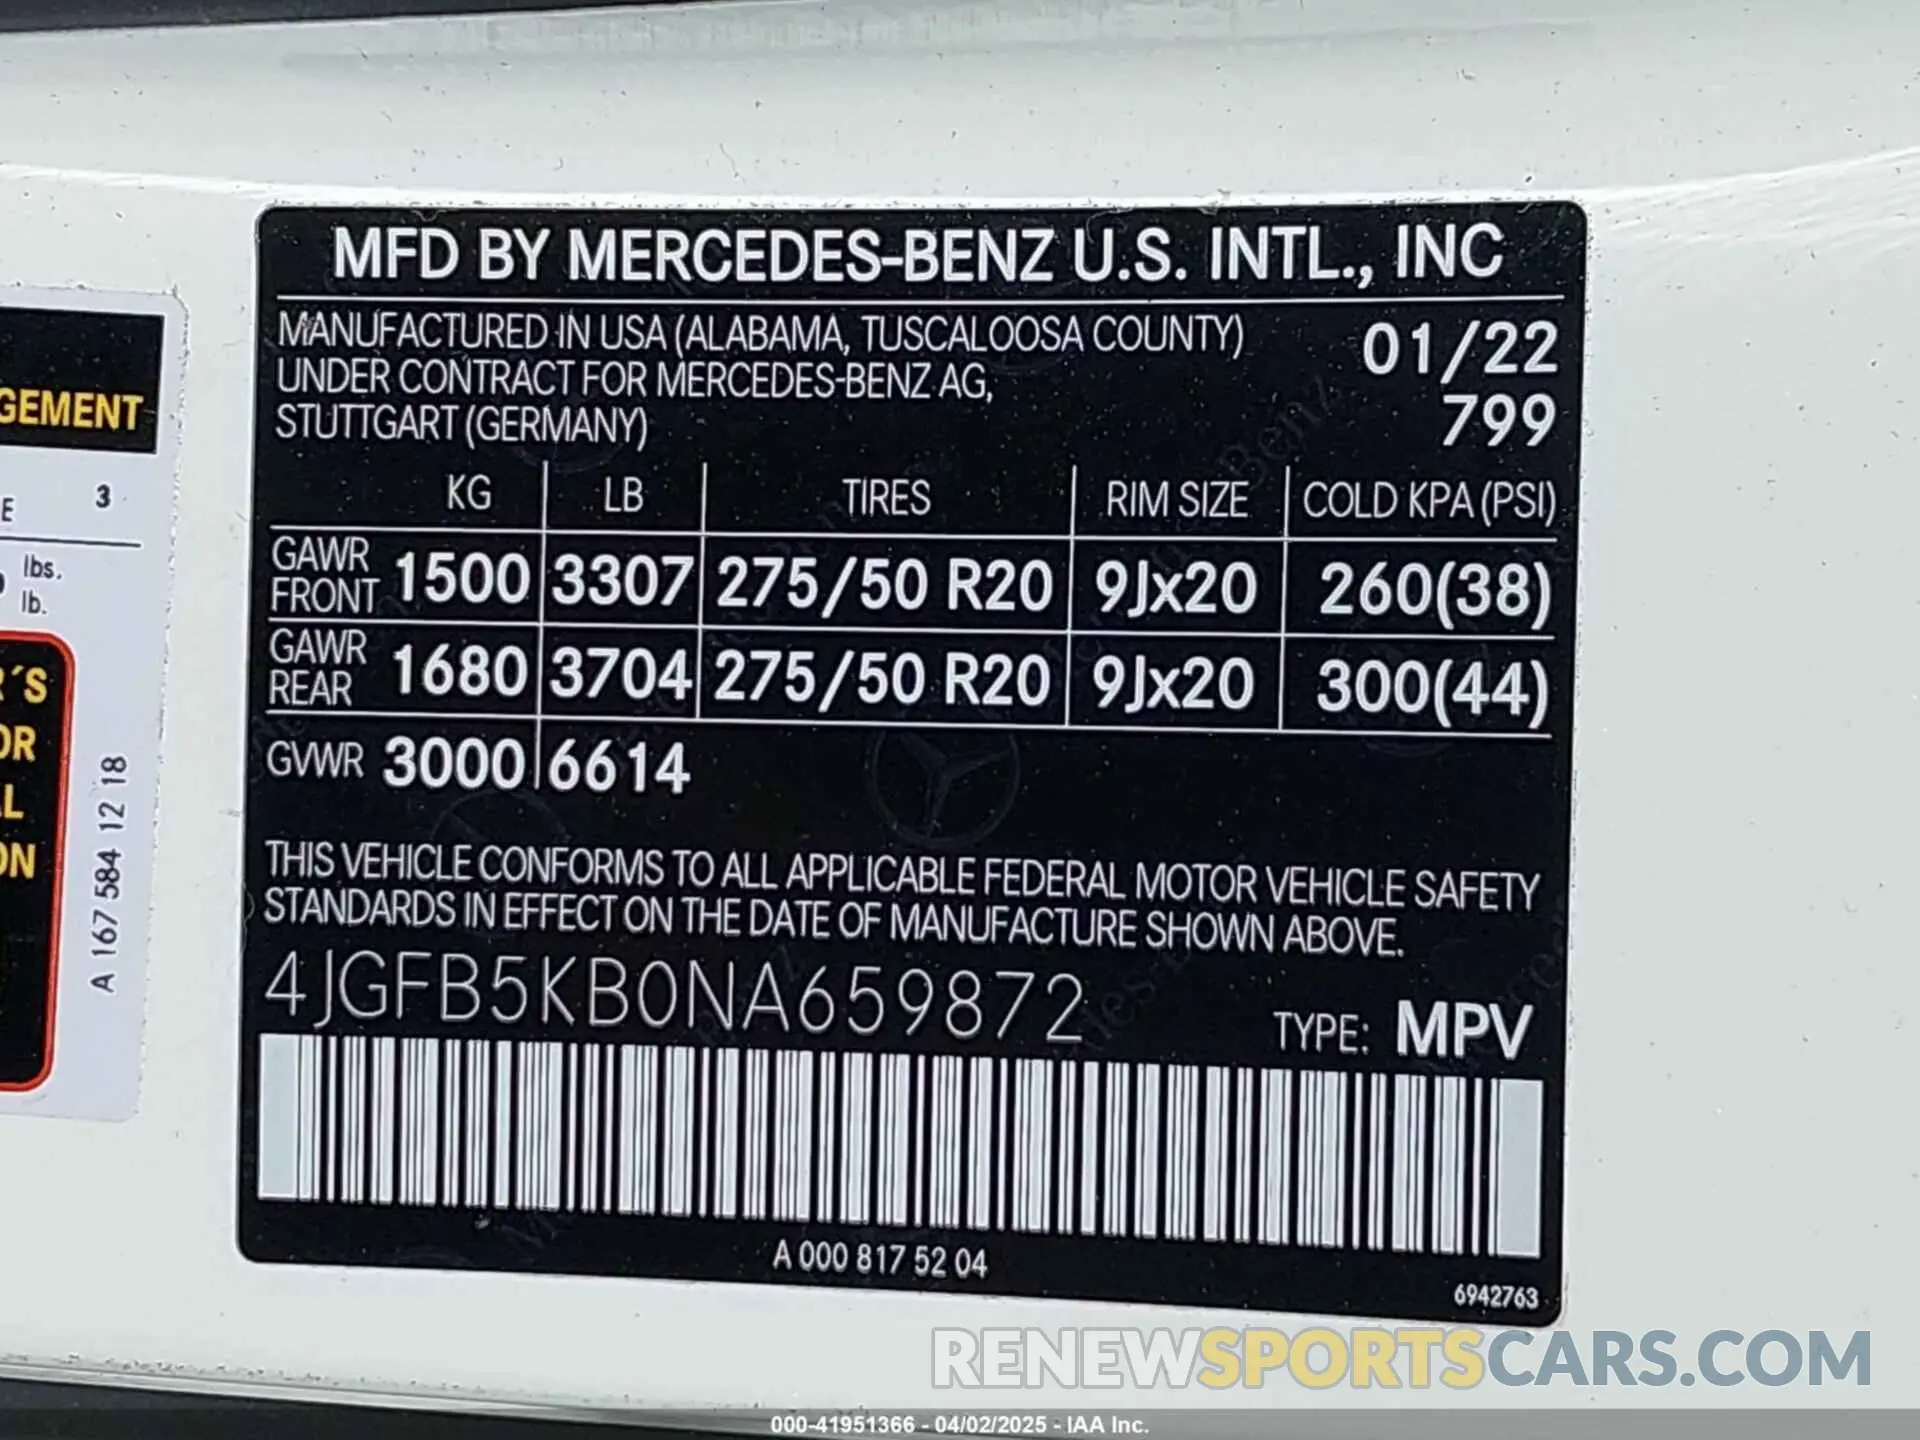 MFD BY MERCEDES-BENZ U.S. INTL., INC
MANUFACTURED IN USA (ALABAMA, TUSCALOOSA COUNTY) 01/22
UNDER CONTRACT FOR MERCEDES-BENZ AG,
STUTTGART (GERMANY) 799
KG LB TIRES RIM SIZE COLD KPA (PSI)
GAWR FRONT 1500 3307 275/50 R20 9Jx20 260(38)
GAWR REAR 1680 3704 275/50 R20 9Jx20 300(44)
GVWR 3000 6614
THIS VEHICLE CONFORMS TO ALL APPLICABLE FEDERAL MOTOR VEHICLE SAFETY
STANDARDS IN EFFECT ON THE DATE OF MANUFACTURE SHOWN ABOVE.
4JGFB5KB0NA659872
TYPE: MPV
A 000 817 52 04
6942763
GEMENT
E 3
lbs.
lb.
R´S
OR
L
ON
A 167 584 12 18
RENEWSPORTSCARS.COM
000-41951366 - 04/02/2025 - IAA Inc.